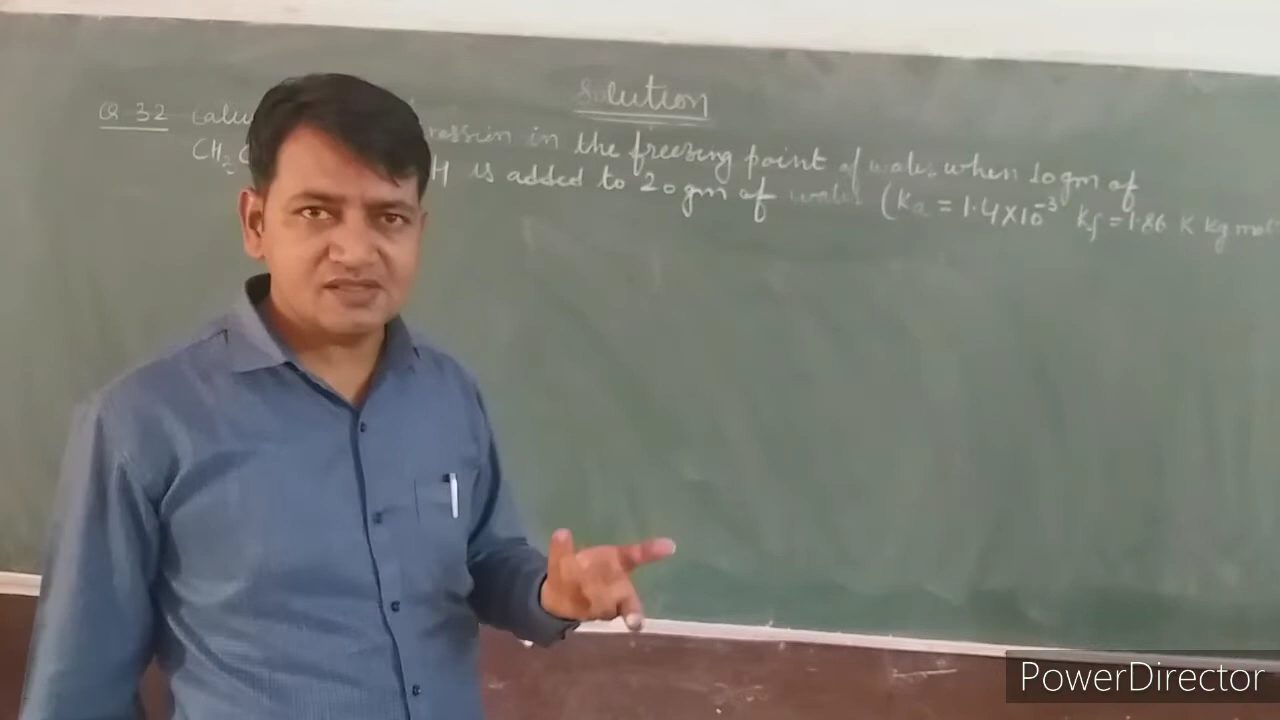 Solution
Q 32 calcu ression in the freezing point of water when 10 gm of
CH₂C H is added to 20 gm of water (Ka = 1.4×10⁻³ Kf = 1.86 K Kg mol
PowerDirector